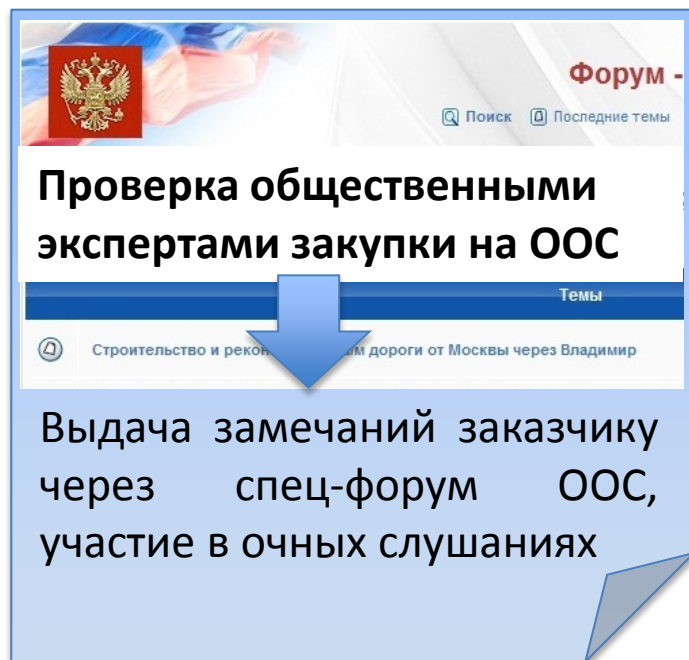 Форум -
Поиск Последние темы
Проверка общественными
экспертами закупки на ООС
Темы
Строительство и дороги от Москвы через Владимир
Выдача замечаний заказчику
через спец-форум ООС,
участие в очных слушаниях